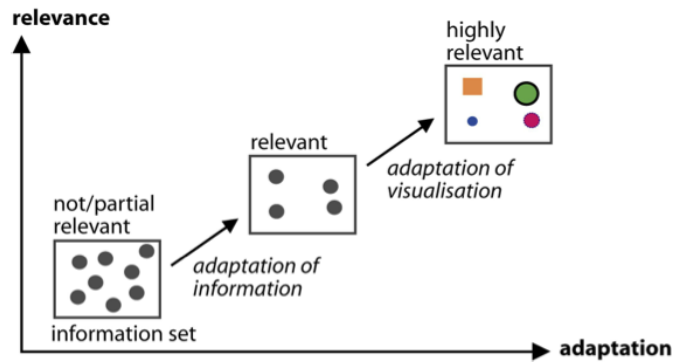 relevance
highly
relevant
relevant
adaptation of
visualisation
not/partial
relevant
adaptation of
information
information set
adaptation